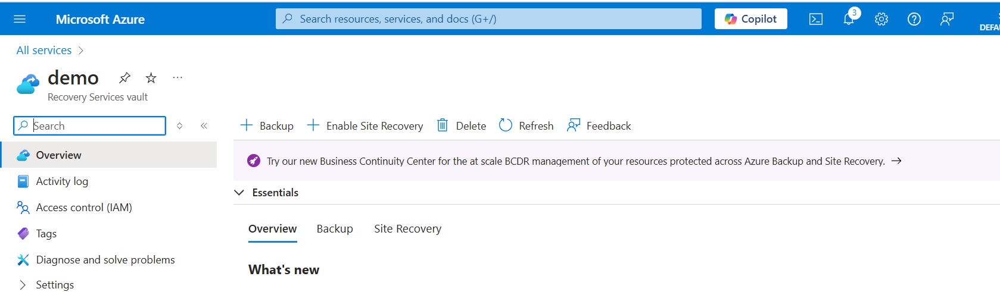 Microsoft Azure
Search resources, services, and docs (G+/)
Copilot
3
DEFAU
All services
demo
Recovery Services vault
Search
Backup
Enable Site Recovery
Delete
Refresh
Feedback
Overview
Activity log
Access control (IAM)
Tags
Diagnose and solve problems
Settings
Try our new Business Continuity Center for the at scale BCDR management of your resources protected across Azure Backup and Site Recovery. →
Essentials
Overview Backup Site Recovery
What's new